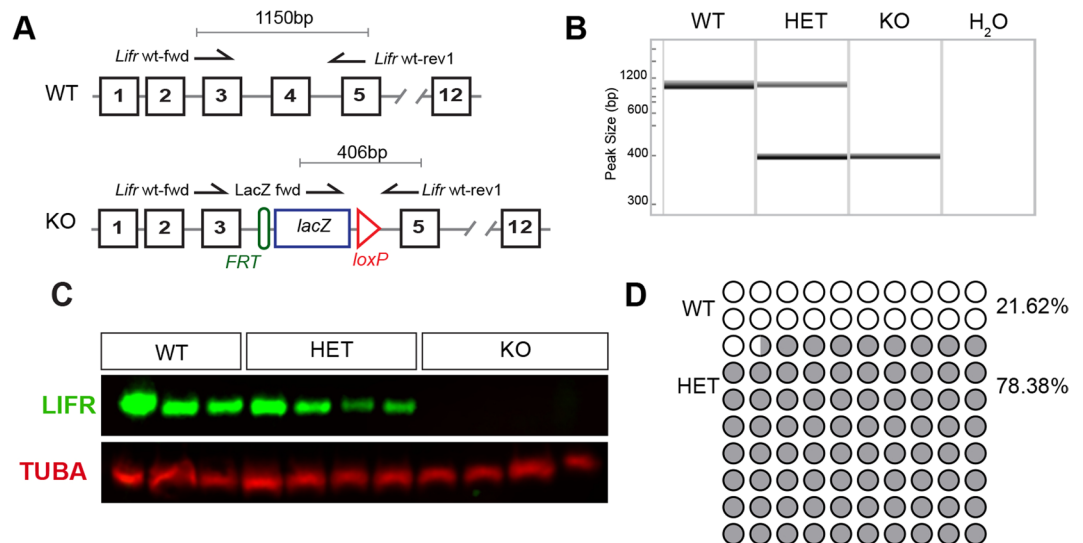 A
1150bp
Lifr wt-fwd
Lifr wt-rev1
WT
1 2 3 4 5 12
406bp
Lifr wt-fwd LacZ fwd Lifr wt-rev1
KO
1 2 3 lacZ 5 12
FRT loxP
B
WT HET KO H2O
Peak Size (bp)
1200
600
400
300
C
WT HET KO
LIFR
TUBA
D
WT 21.62%
HET 78.38%